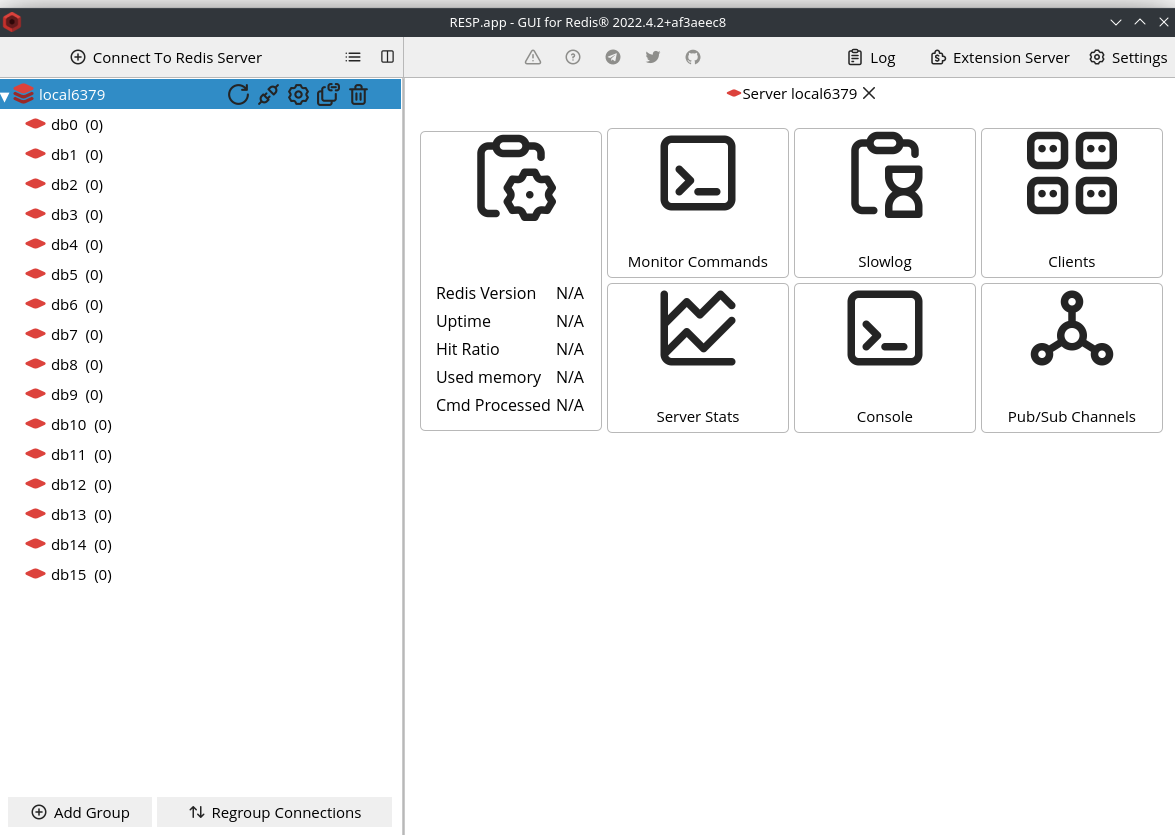 RESP.app - GUI for Redis® 2022.4.2+af3aeec8
Connect To Redis Server
Log
Extension Server
Settings
local6379
db0 (0)
db1 (0)
db2 (0)
db3 (0)
db4 (0)
db5 (0)
db6 (0)
db7 (0)
db8 (0)
db9 (0)
db10 (0)
db11 (0)
db12 (0)
db13 (0)
db14 (0)
db15 (0)
Add Group
Regroup Connections
Server local6379
Redis Version N/A
Uptime N/A
Hit Ratio N/A
Used memory N/A
Cmd Processed N/A
Monitor Commands
Slowlog
Clients
Server Stats
Console
Pub/Sub Channels